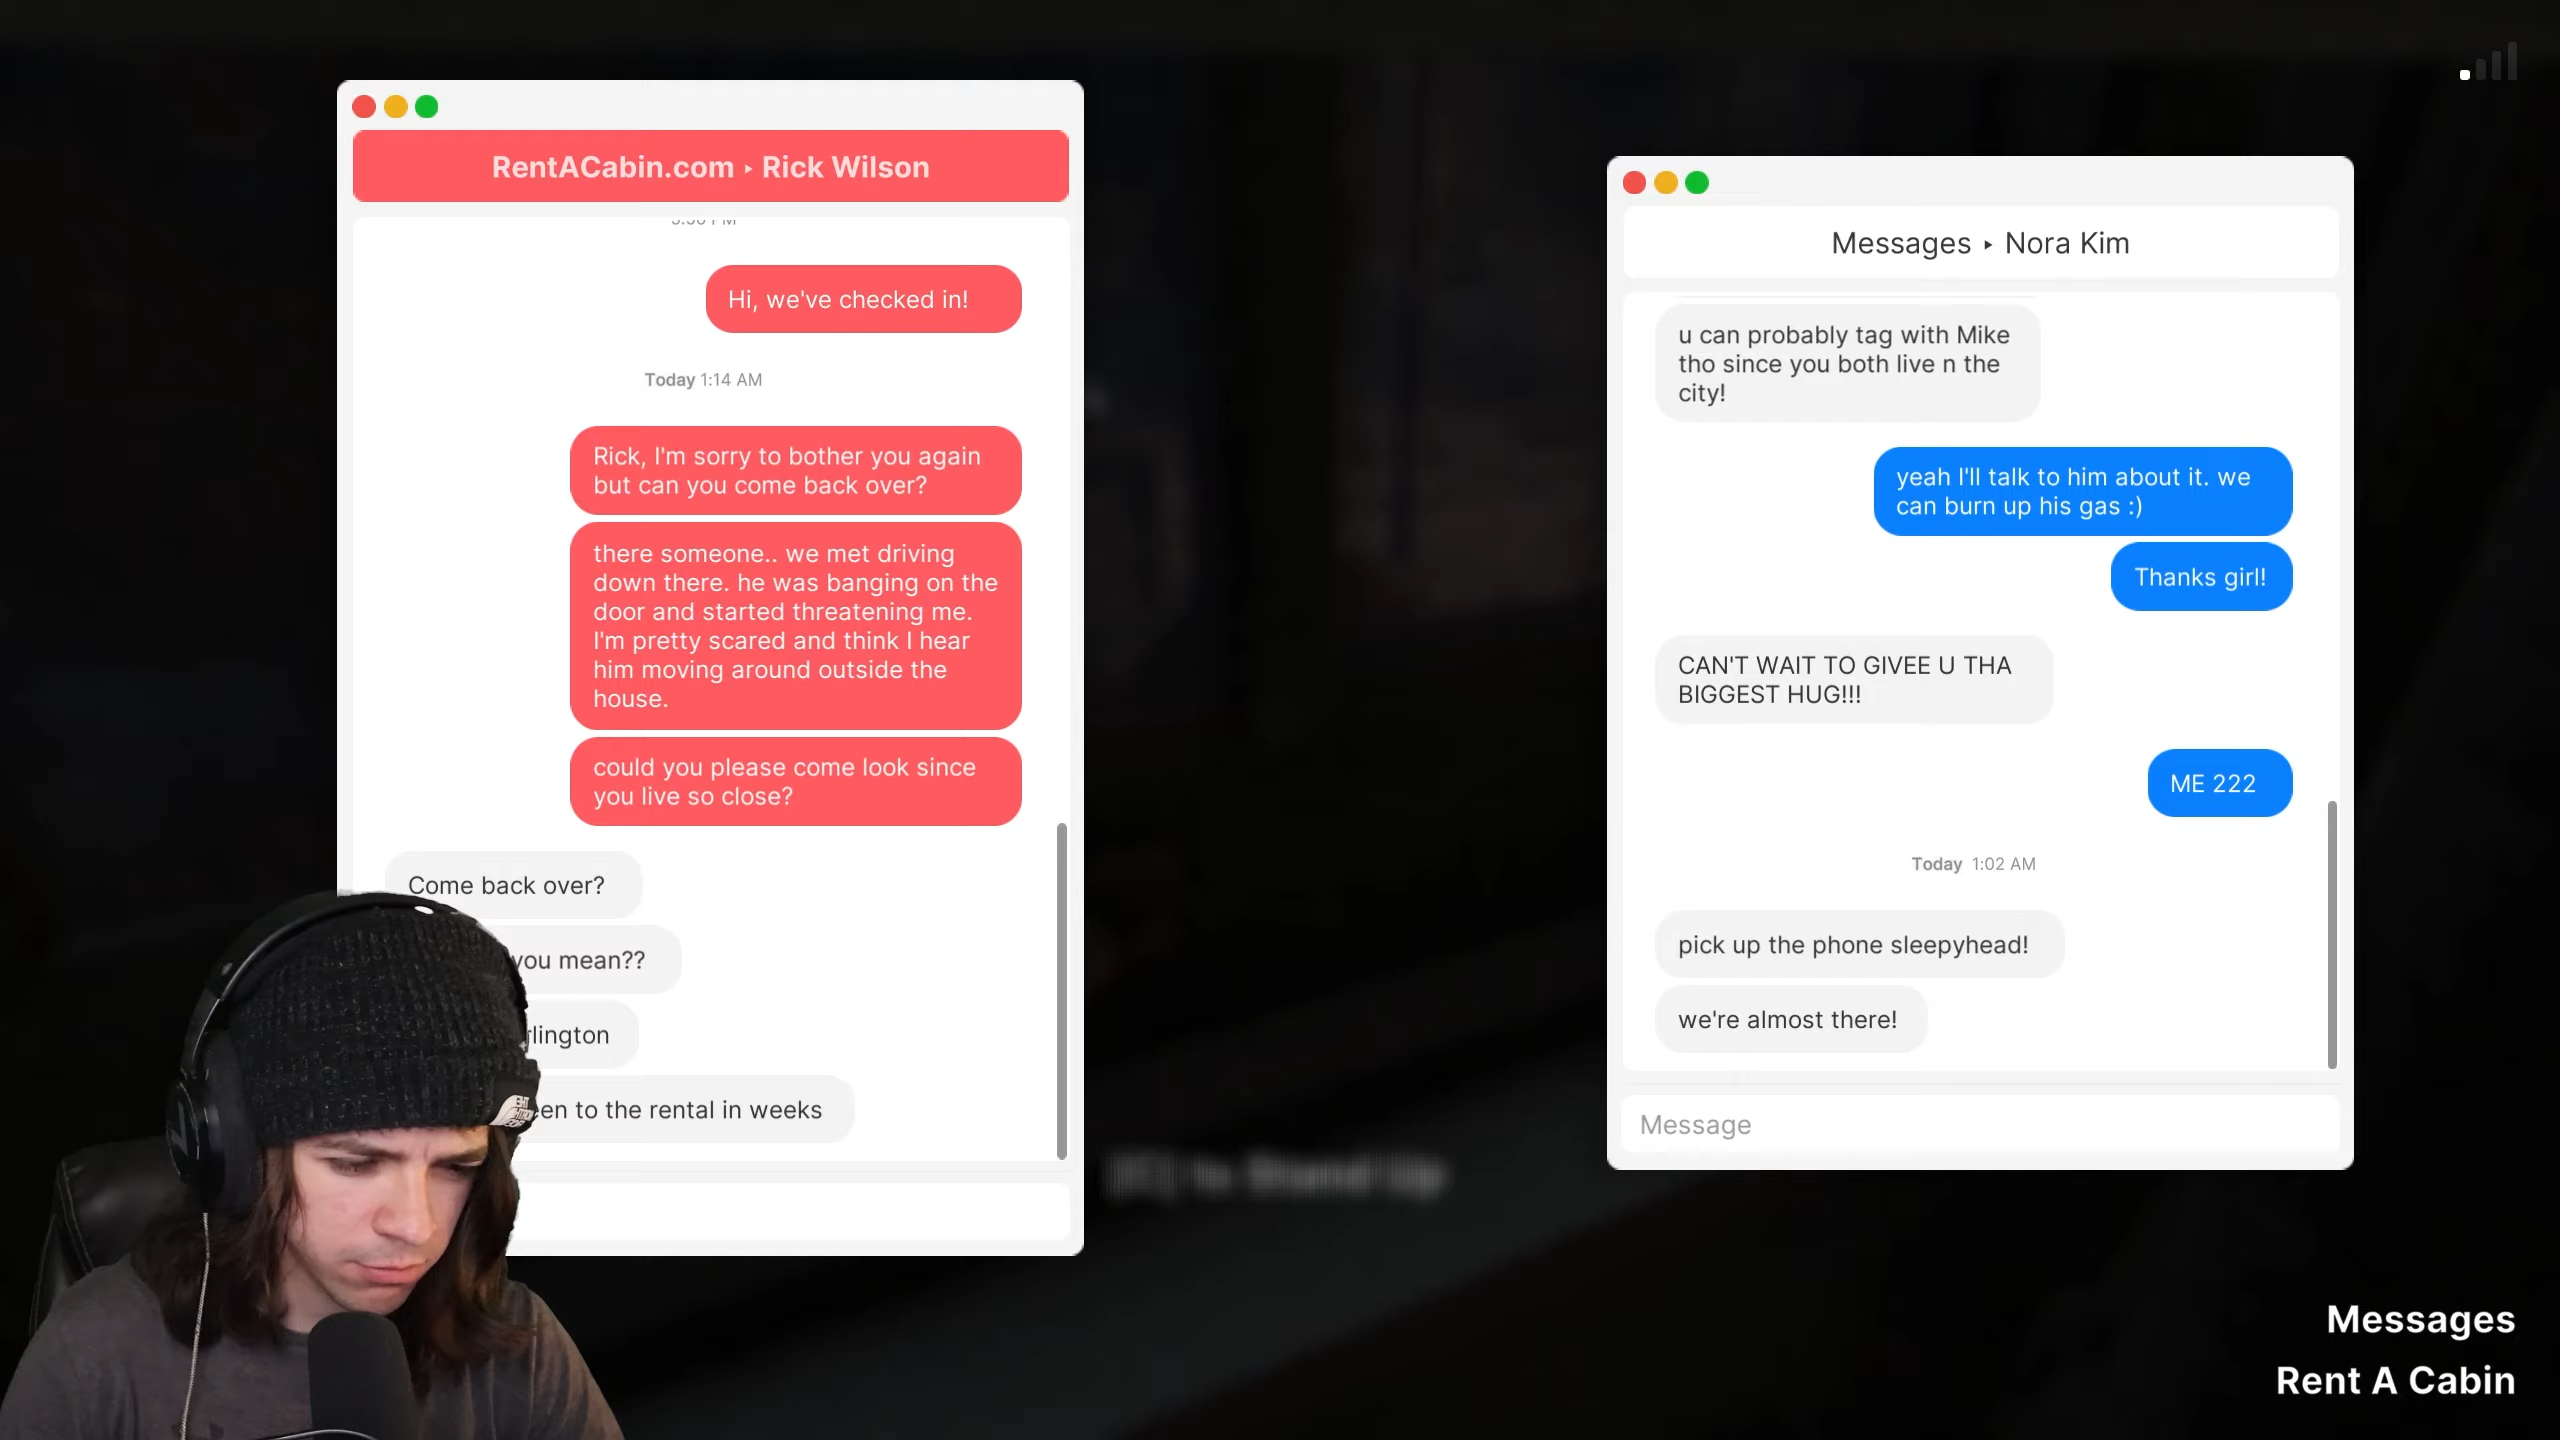 RentACabin.com ▸ Rick Wilson
Hi, we've checked in!
Today 1:14 AM
Rick, I'm sorry to bother you again
but can you come back over?
there someone.. we met driving
down there. he was banging on the
door and started threatening me.
I'm pretty scared and think I hear
him moving around outside the
house.
could you please come look since
you live so close?
Come back over?
you mean??
to the rental in weeks
Messages ▸ Nora Kim
u can probably tag with Mike
tho since you both live n the
city!
yeah I'll talk to him about it. we
can burn up his gas :)
Thanks girl!
CAN'T WAIT TO GIVEE U THA
BIGGEST HUG!!!
ME 222
Today 1:02 AM
pick up the phone sleepyhead!
we're almost there!
Message
Messages
Rent A Cabin